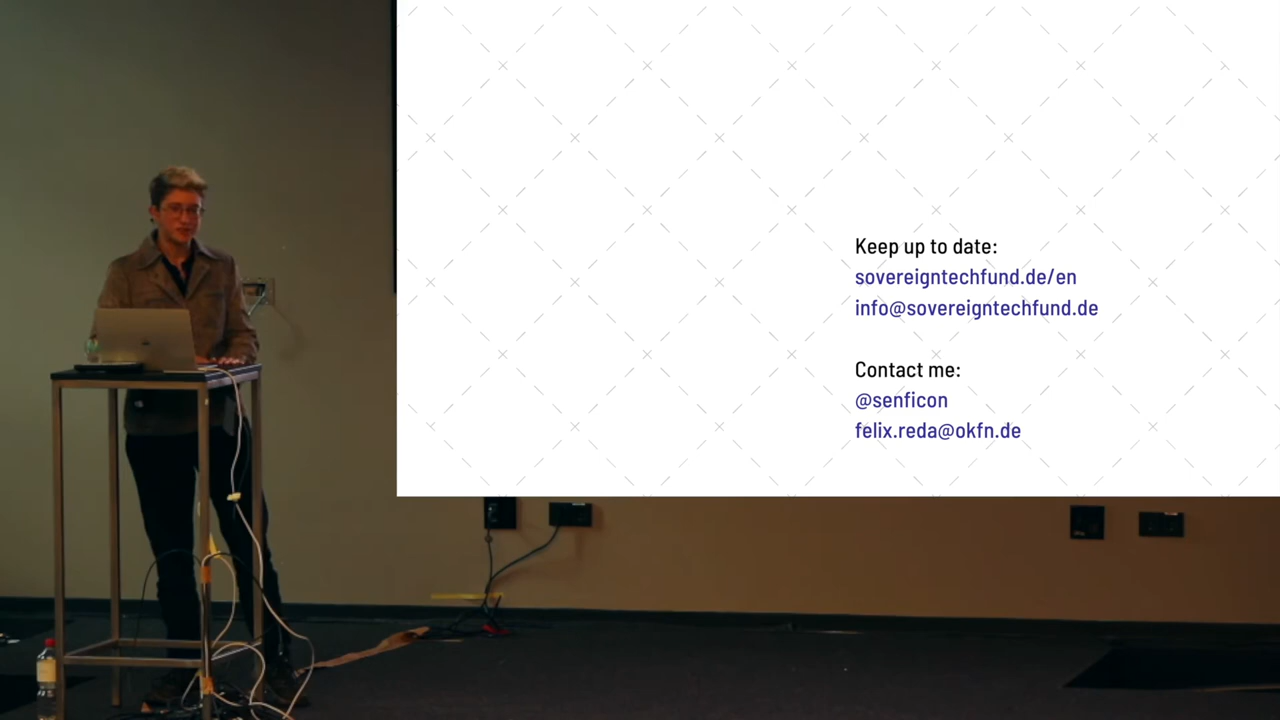 Keep up to date:
sovereigntechfund.de/en
info@sovereigntechfund.de
Contact me:
@senficon
felix.reda@okfn.de